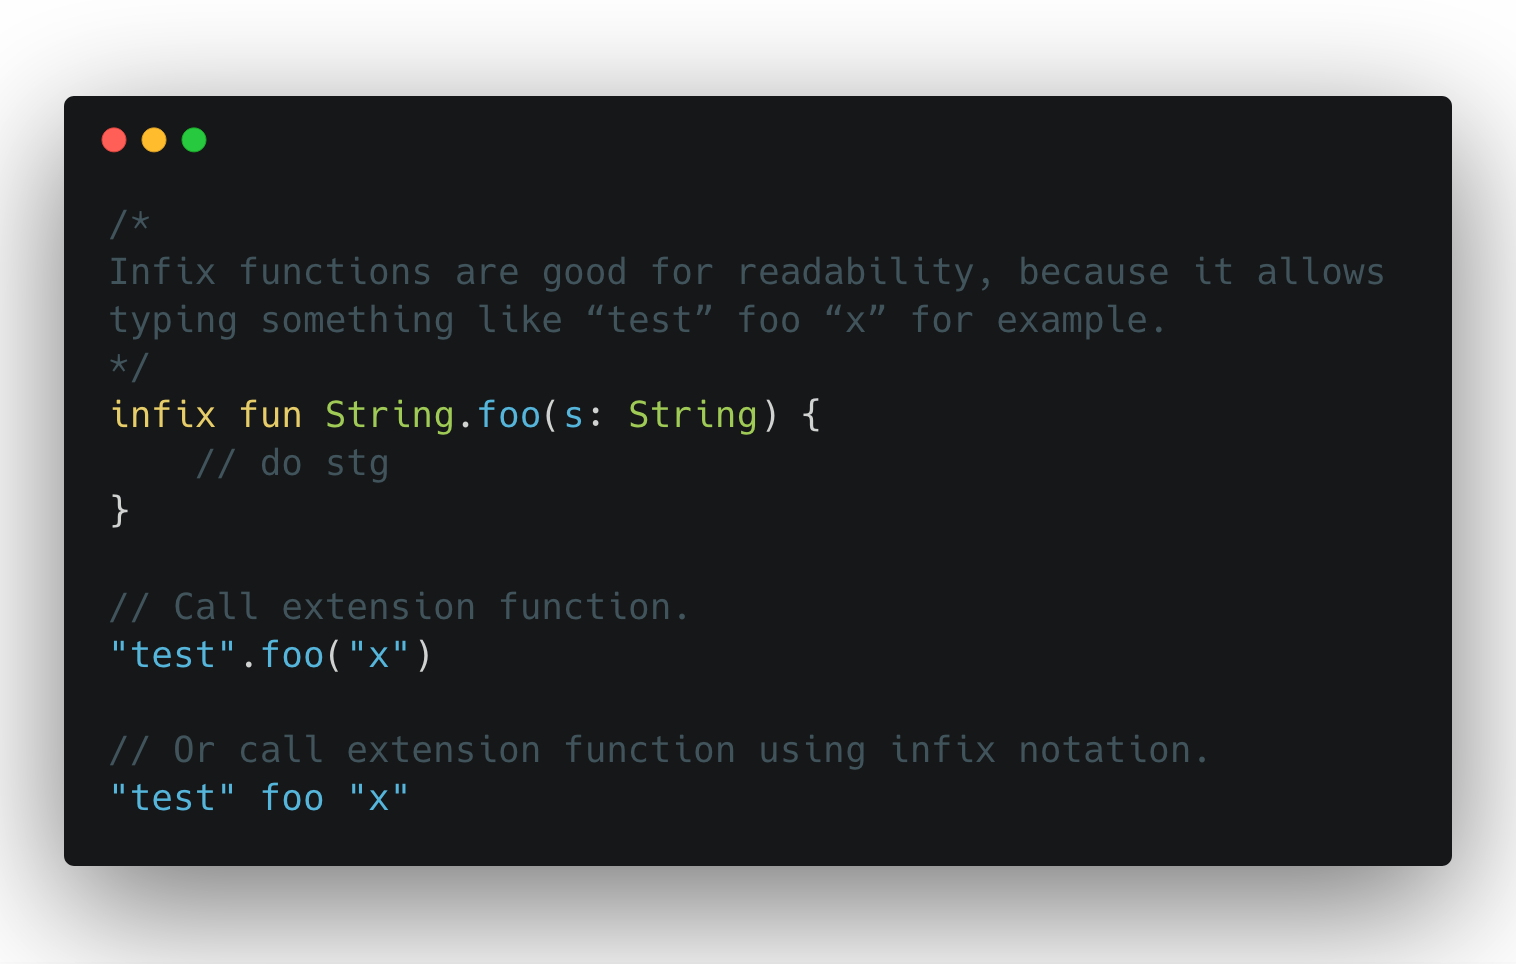 /*
Infix functions are good for readability, because it allows
typing something like “test” foo “x” for example.
*/
infix fun String.foo(s: String) {
    // do stg
}
// Call extension function.
"test".foo("x")
// Or call extension function using infix notation.
"test" foo "x"